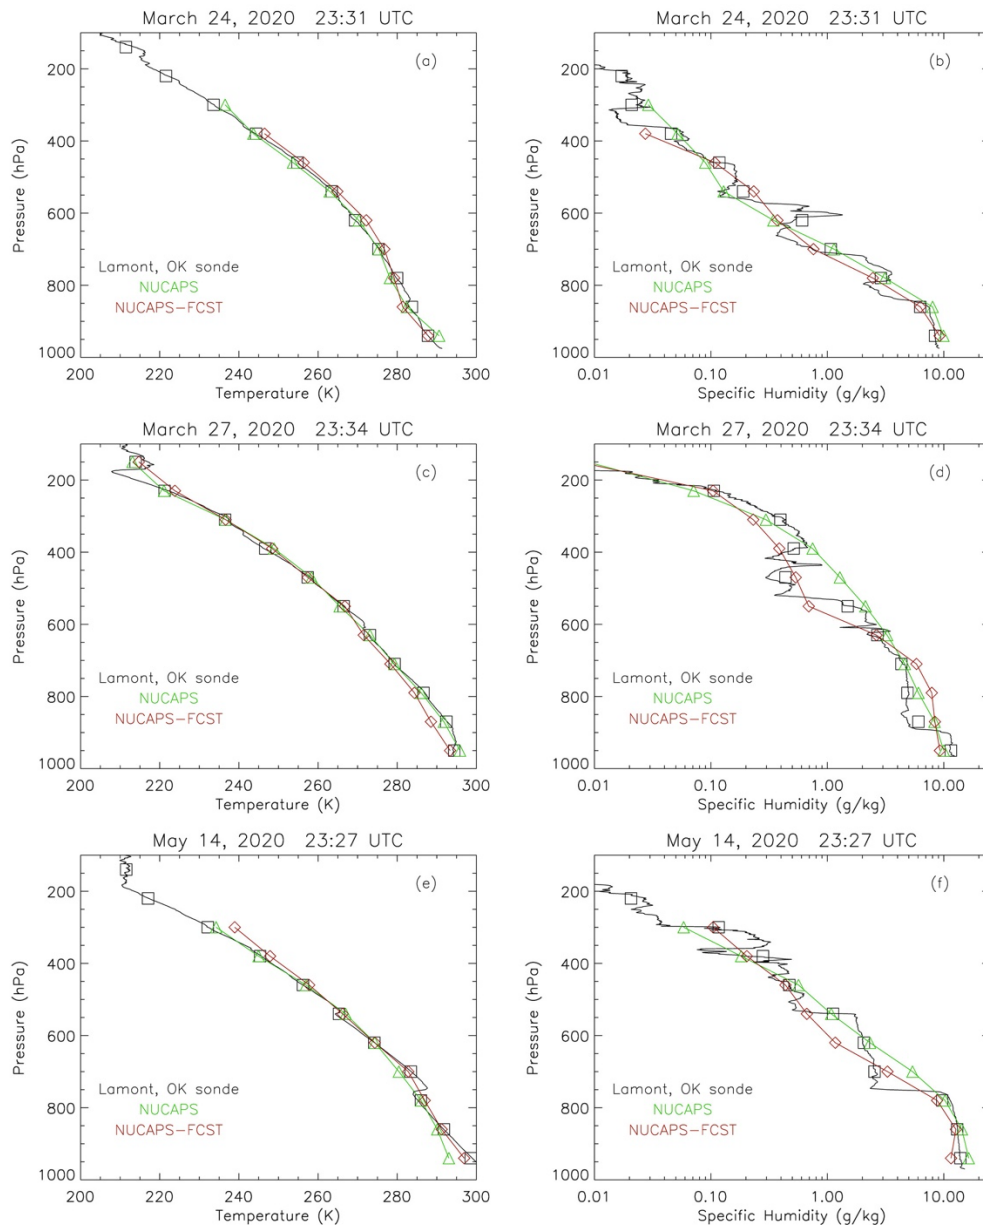 March 24, 2020 23:31 UTC
(a)
Pressure (hPa)
200
400
600
800
1000
Lamont, OK sonde
NUCAPS
NUCAPS-FCST
200 220 240 260 280 300
Temperature (K)
March 24, 2020 23:31 UTC
(b)
Pressure (hPa)
200
400
600
800
1000
Lamont, OK sonde
NUCAPS
NUCAPS-FCST
0.01 0.10 1.00 10.00
Specific Humidity (g/kg)
March 27, 2020 23:34 UTC
(c)
Pressure (hPa)
200
400
600
800
1000
Lamont, OK sonde
NUCAPS
NUCAPS-FCST
200 220 240 260 280 300
Temperature (K)
March 27, 2020 23:34 UTC
(d)
Pressure (hPa)
200
400
600
800
1000
Lamont, OK sonde
NUCAPS
NUCAPS-FCST
0.01 0.10 1.00 10.00
Specific Humidity (g/kg)
May 14, 2020 23:27 UTC
(e)
Pressure (hPa)
200
400
600
800
1000
Lamont, OK sonde
NUCAPS
NUCAPS-FCST
200 220 240 260 280 300
Temperature (K)
May 14, 2020 23:27 UTC
(f)
Pressure (hPa)
200
400
600
800
1000
Lamont, OK sonde
NUCAPS
NUCAPS-FCST
0.01 0.10 1.00 10.00
Specific Humidity (g/kg)